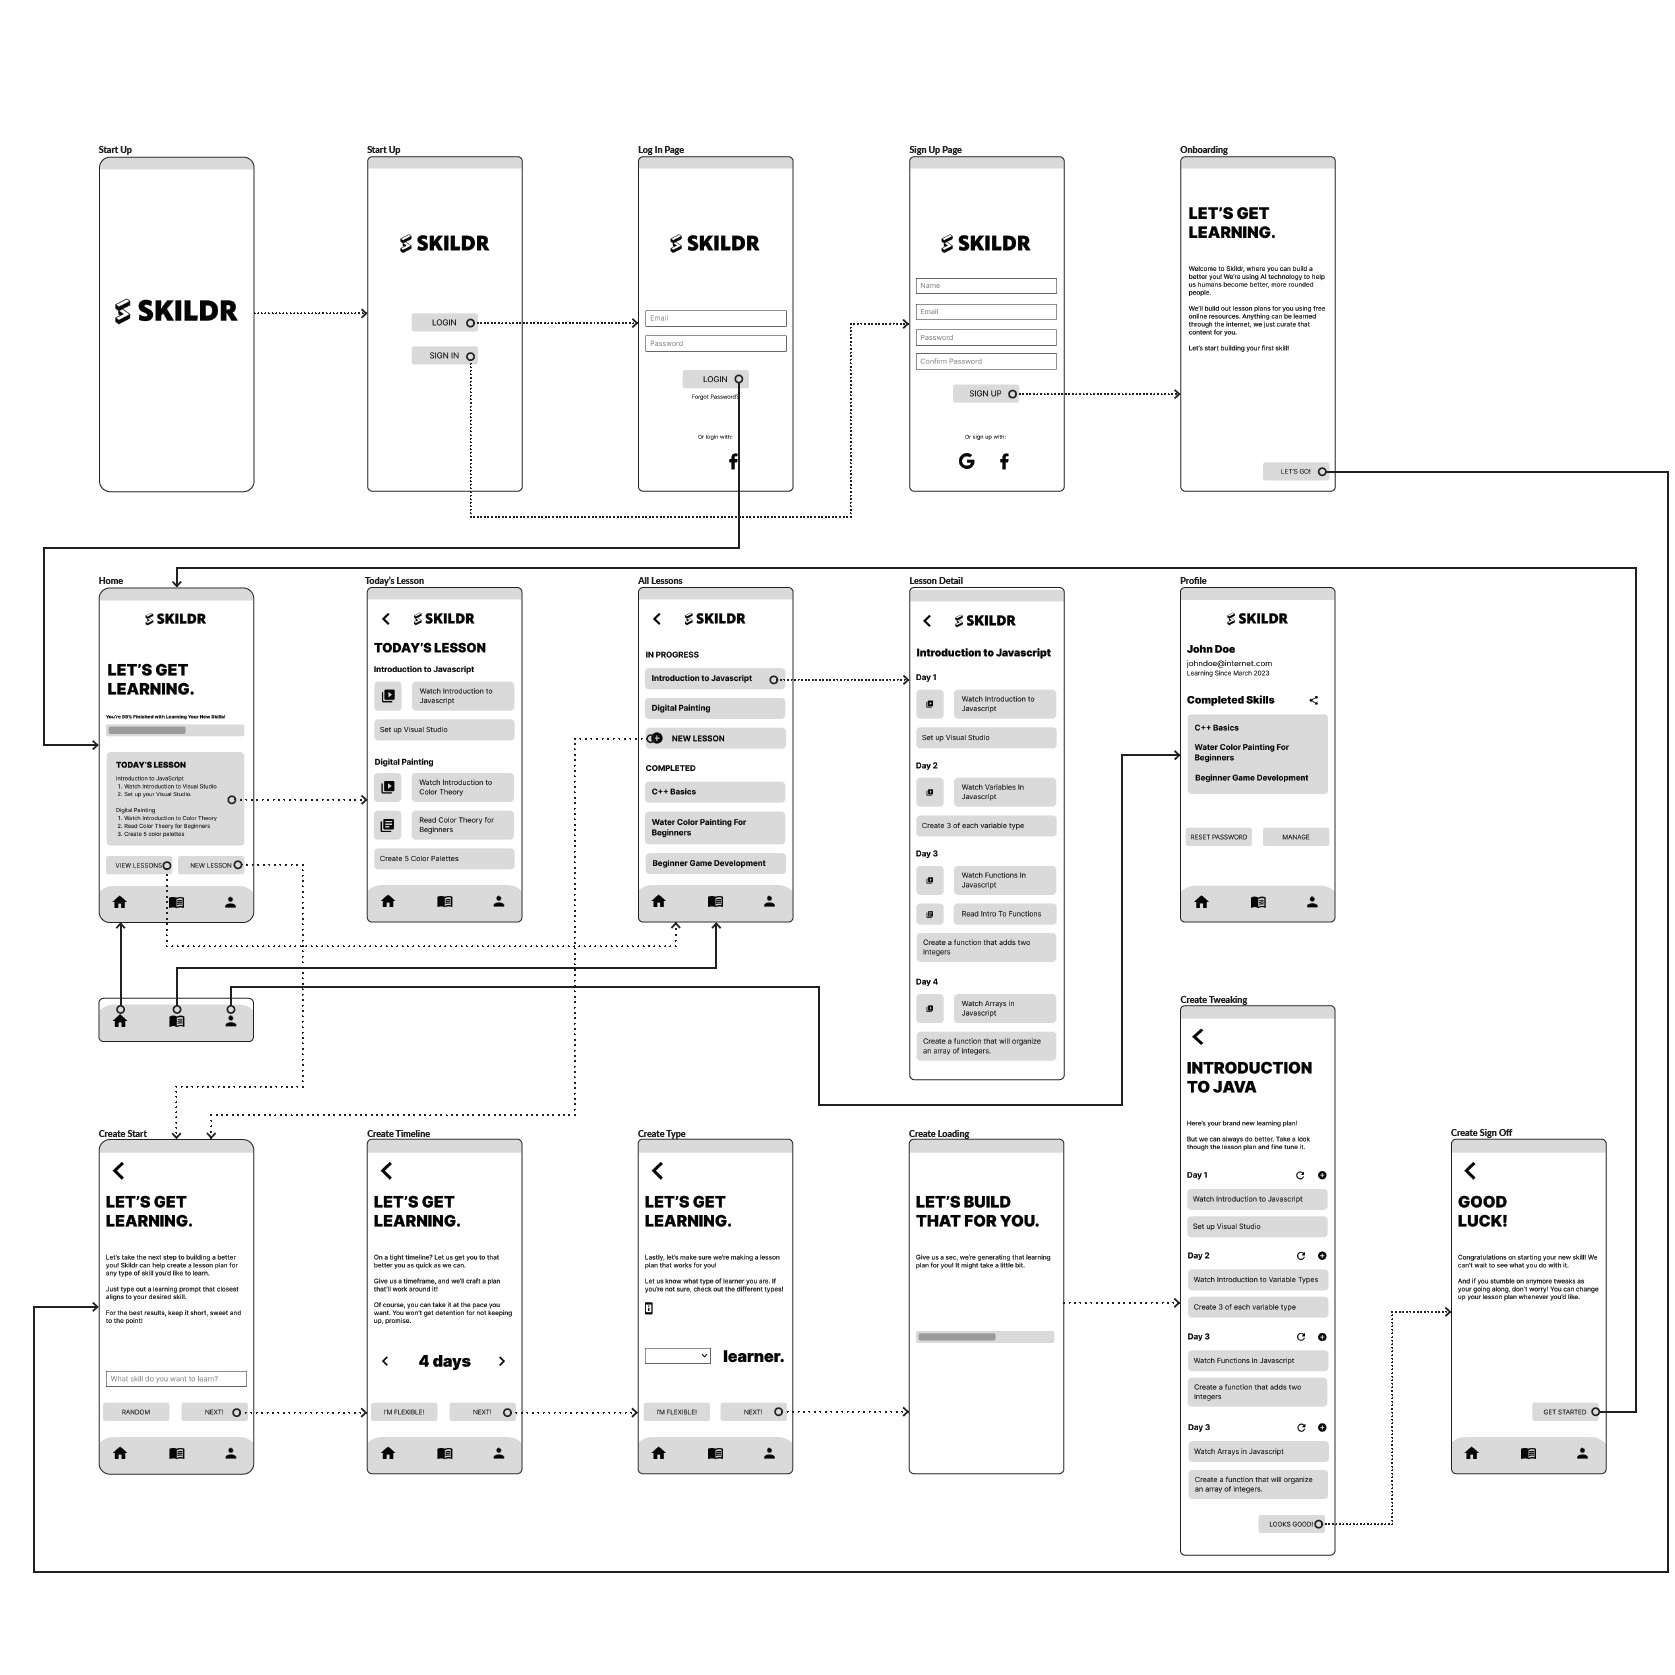 Start Up
SKILDR
Start Up
SKILDR
LOGIN
SIGN IN
Log In Page
SKILDR
Email
Password
LOGIN
Forgot Password?
Or login with:
Sign Up Page
SKILDR
Name
Email
Password
Confirm Password
SIGN UP
Or sign up with:
Onboarding
LET'S GET
LEARNING.
Welcome to Skildr, where you can build a
better you! We're using AI technology to help
us humans become better, more rounded
people.
We'll build out lesson plans for you using free
online resources. Anything can be learned
through the internet, we just curate that
content for you.
Let's start building your first skill!
LET'S GO!
Home
SKILDR
LET'S GET
LEARNING.
You're 55% Finished with Learning Your New Skills!
TODAY'S LESSON
Introduction to JavaScript
1. Watch Introduction to Visual Studio
2. Set up your Visual Studio.
Digital Painting
1. Watch Introduction to Color Theory
2. Read Color Theory for Beginners
3. Create 5 color palettes
VIEW LESSONS
NEW LESSON
Today's Lesson
SKILDR
TODAY'S LESSON
Introduction to Javascript
Watch Introduction to
Javascript
Set up Visual Studio
Digital Painting
Watch Introduction to
Color Theory
Read Color Theory for
Beginners
Create 5 Color Palettes
All Lessons
SKILDR
IN PROGRESS
Introduction to Javascript
Digital Painting
NEW LESSON
COMPLETED
C++ Basics
Water Color Painting For
Beginners
Beginner Game Development
Lesson Detail
SKILDR
Introduction to Javascript
Day 1
Watch Introduction to
Javascript
Set up Visual Studio
Day 2
Watch Variables In
Javascript
Create 3 of each variable type
Day 3
Watch Functions In
Javascript
Read Intro To Functions
Create a function that adds two
integers
Day 4
Watch Arrays in
Javascript
Create a function that will organize
an array of integers.
Profile
SKILDR
John Doe
johndoe@internet.com
Learning Since March 2023
Completed Skills
C++ Basics
Water Color Painting For
Beginners
Beginner Game Development
RESET PASSWORD
MANAGE
Create Start
LET'S GET
LEARNING.
Let's take the next step to building a better
you! Skildr can help create a lesson plan for
any type of skill you'd like to learn.
Just type out a learning prompt that closest
aligns to your desired skill.
For the best results, keep it short, sweet and
to the point!
What skill do you want to learn?
RANDOM
NEXT!
Create Timeline
LET'S GET
LEARNING.
On a tight timeline? Let us get you to that
better you as quick as we can.
Give us a timeframe, and we'll craft a plan
that'll work around it!
Of course, you can take it at the pace you
want. You won't get detention for not keeping
up, promise.
4 days
I'M FLEXIBLE!
NEXT!
Create Type
LET'S GET
LEARNING.
Lastly, let's make sure we're making a lesson
plan that works for you!
Let us know what type of learner you are. If
you're not sure, check out the different types!
learner.
I'M FLEXIBLE!
NEXT!
Create Loading
LET'S BUILD
THAT FOR YOU.
Give us a sec, we're generating that learning
plan for you! It might take a little bit.
Create Tweaking
INTRODUCTION
TO JAVA
Here's your brand new learning plan!
But we can always do better. Take a look
though the lesson plan and fine tune it.
Day 1
Watch Introduction to Javascript
Set up Visual Studio
Day 2
Watch Introduction to Variable Types
Create 3 of each variable type
Day 3
Watch Functions in Javascript
Create a function that adds two
integers
Day 3
Watch Arrays in Javascript
Create a function that will organize
an array of integers.
LOOKS GOOD!
Create Sign Off
GOOD
LUCK!
Congratulations on starting your new skill! We
can't wait to see what you do with it.
And if you stumble on anymore tweaks as
your going along, don't worry! You can change
up your lesson plan whenever you'd like.
GET STARTED